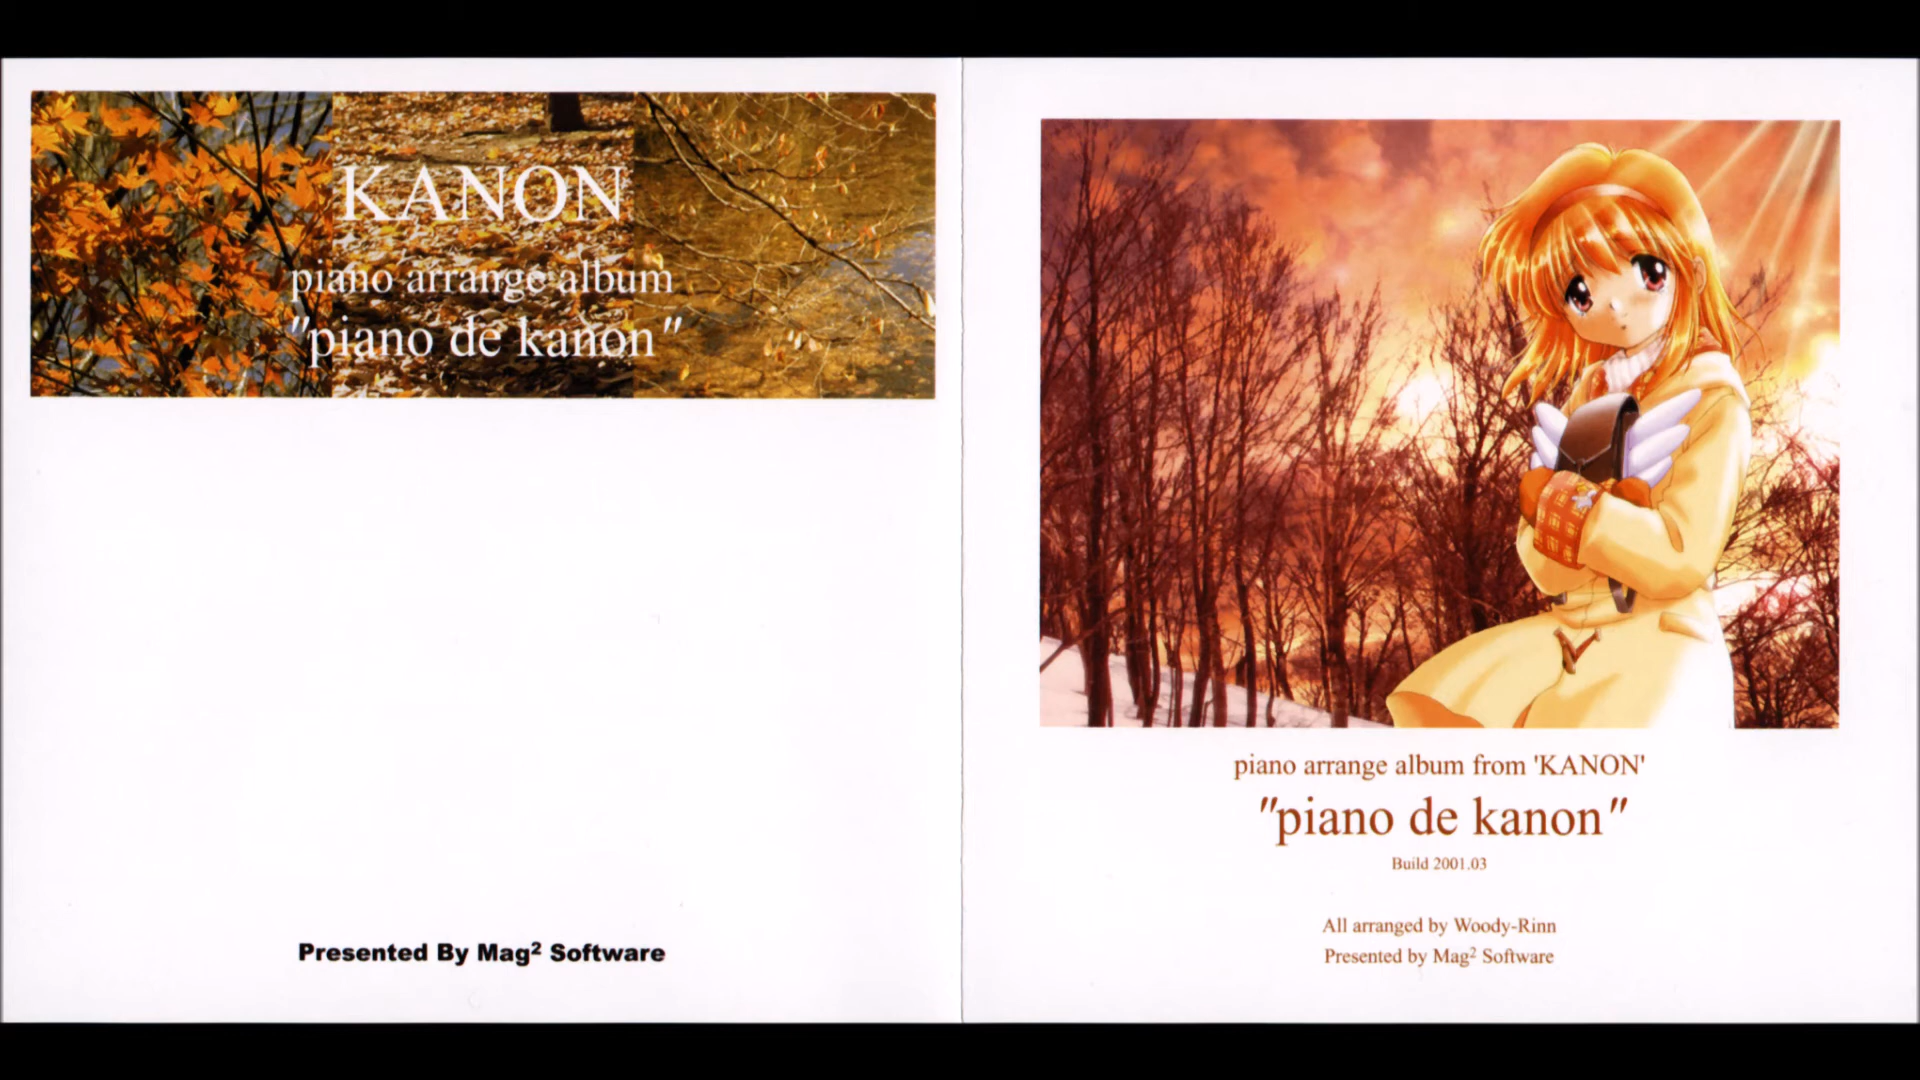 KANON
piano arrange album
"piano de kanon"
Presented By Mag² Software
piano arrange album from 'KANON'
"piano de kanon"
Build 2001.03
All arranged by Woody-Rinn
Presented by Mag² Software